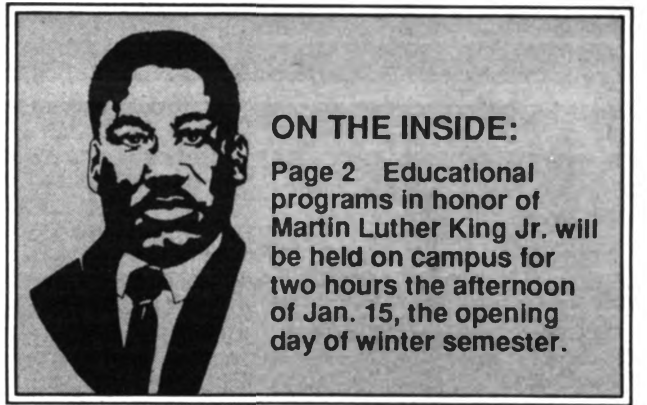 ON THE INSIDE:
Page 2 Educational
programs in honor of
Martin Luther King Jr. will
be held on campus for
two hours the afternoon
of Jan. 15, the opening
day of winter semester.